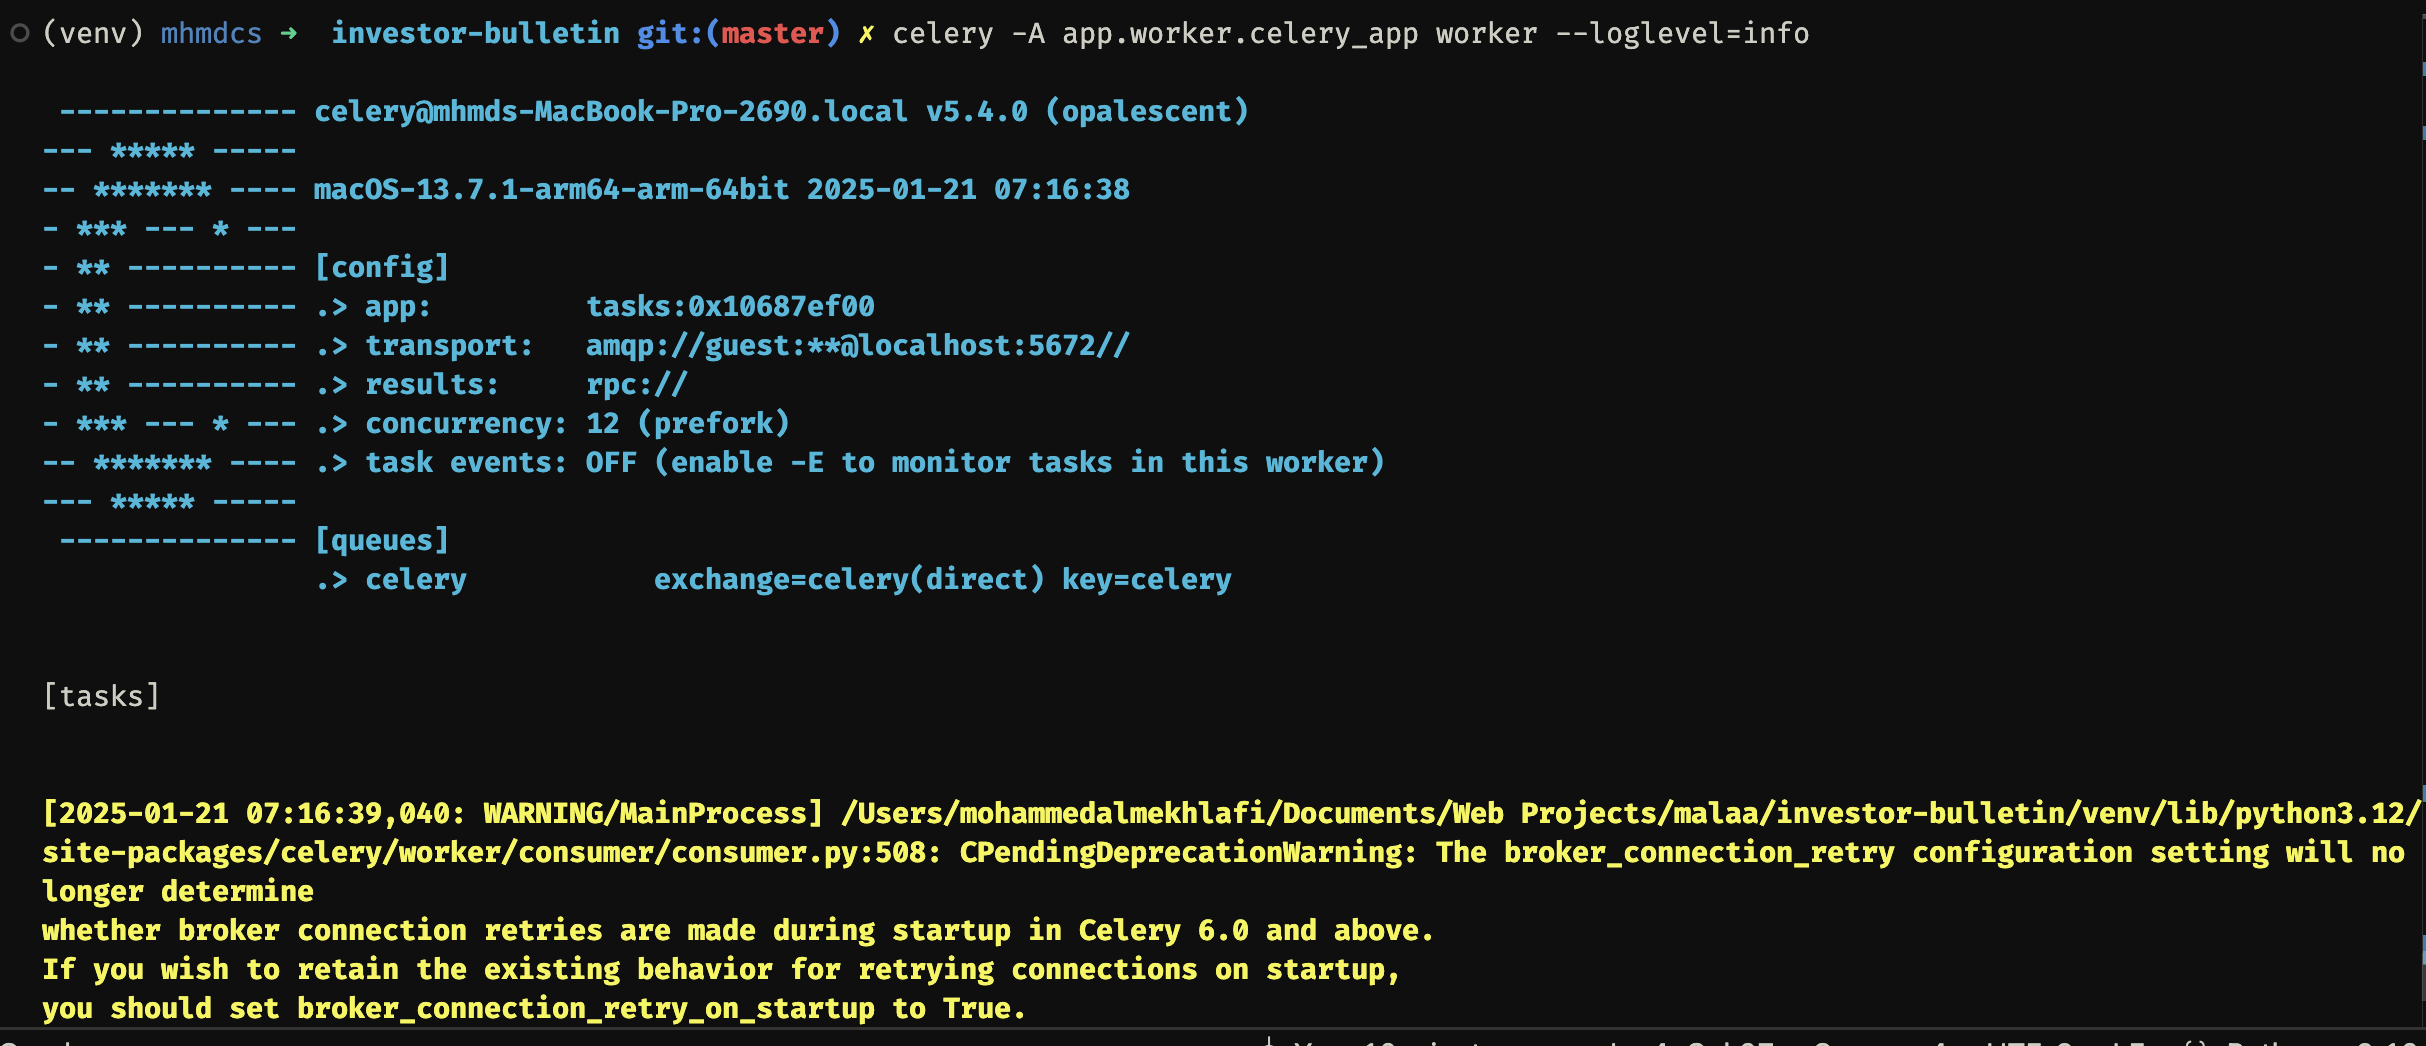 (venv) mhmdcs ➜  investor-bulletin git:(master) ✗ celery -A app.worker.celery_app worker --loglevel=info
 -------------- celery@mhmds-MacBook-Pro-2690.local v5.4.0 (opalescent)
--- ***** -----
-- ******* ---- macOS-13.7.1-arm64-arm-64bit 2025-01-21 07:16:38
- *** --- * ---
- ** ---------- [config]
- ** ---------- .> app:         tasks:0x10687ef00
- ** ---------- .> transport:   amqp://guest:**@localhost:5672//
- ** ---------- .> results:     rpc://
- *** --- * --- .> concurrency: 12 (prefork)
-- ******* ---- .> task events: OFF (enable -E to monitor tasks in this worker)
--- ***** -----
 -------------- [queues]
                .> celery           exchange=celery(direct) key=celery
[tasks]
[2025-01-21 07:16:39,040: WARNING/MainProcess] /Users/mohammedalmekhlafi/Documents/Web Projects/malaa/investor-bulletin/venv/lib/python3.12/
site-packages/celery/worker/consumer/consumer.py:508: CPendingDeprecationWarning: The broker_connection_retry configuration setting will no
longer determine
whether broker connection retries are made during startup in Celery 6.0 and above.
If you wish to retain the existing behavior for retrying connections on startup,
you should set broker_connection_retry_on_startup to True.